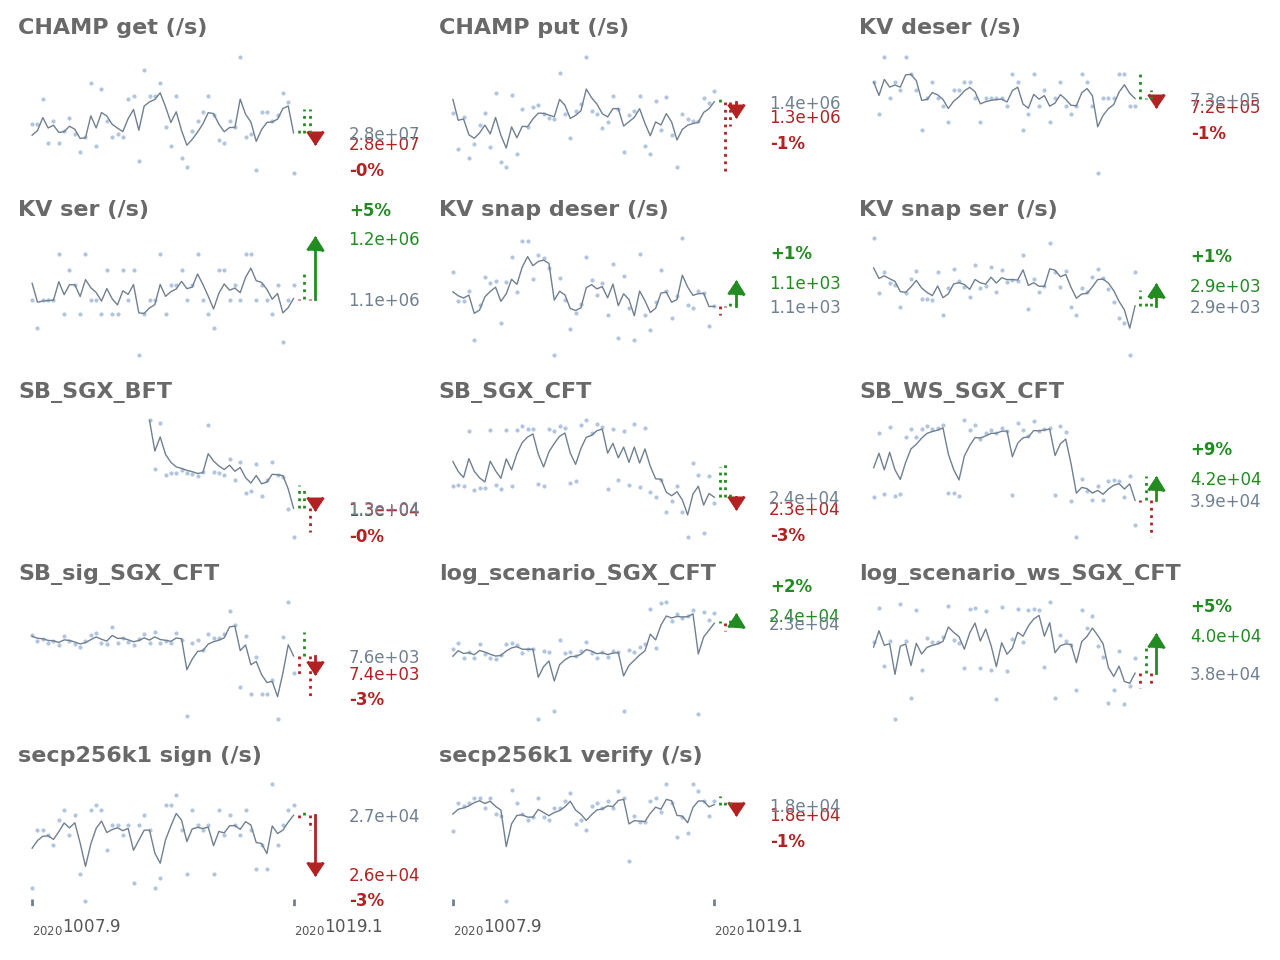 CHAMP get (/s)
2.8e+07
2.8e+07
-0%
CHAMP put (/s)
1.4e+06
1.3e+06
-1%
KV deser (/s)
7.3e+05
7.2e+05
-1%
KV ser (/s)
+5%
1.2e+06
1.1e+06
KV snap deser (/s)
+1%
1.1e+03
1.1e+03
KV snap ser (/s)
+1%
2.9e+03
2.9e+03
SB_SGX_BFT
1.3e+04
-0%
SB_SGX_CFT
2.4e+04
2.3e+04
-3%
SB_WS_SGX_CFT
+9%
4.2e+04
3.9e+04
SB_sig_SGX_CFT
7.6e+03
7.4e+03
-3%
log_scenario_SGX_CFT
+2%
2.4e+04
2.3e+04
log_scenario_ws_SGX_CFT
+5%
4.0e+04
3.8e+04
secp256k1 sign (/s)
2.7e+04
2.6e+04
-3%
2020 1007.9
2020 1019.1
secp256k1 verify (/s)
1.8e+04
1.8e+04
-1%
2020 1007.9
2020 1019.1